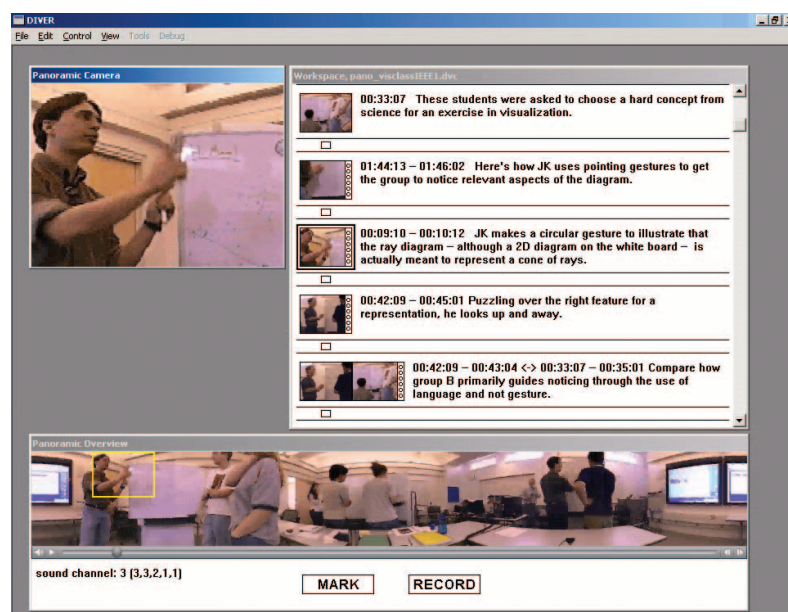 DIVER
File Edit Control View Tools Debug
Panoramic Camera
Workspace, pano_visclassIEEE1.dvc
00:33:07 These students were asked to choose a hard concept from
science for an exercise in visualization.
01:44:13 – 01:46:02 Here's how JK uses pointing gestures to get
the group to notice relevant aspects of the diagram.
00:09:10 – 00:10:12 JK makes a circular gesture to illustrate that
the ray diagram – although a 2D diagram on the white board – is
actually meant to represent a cone of rays.
00:42:09 – 00:45:01 Puzzling over the right feature for a
representation, he looks up and away.
00:42:09 – 00:43:04 <-> 00:33:07 – 00:35:01 Compare how
group B primarily guides noticing through the use of
language and not gesture.
Panoramic Overview
sound channel: 3 (3,3,2,1,1)
MARK RECORD